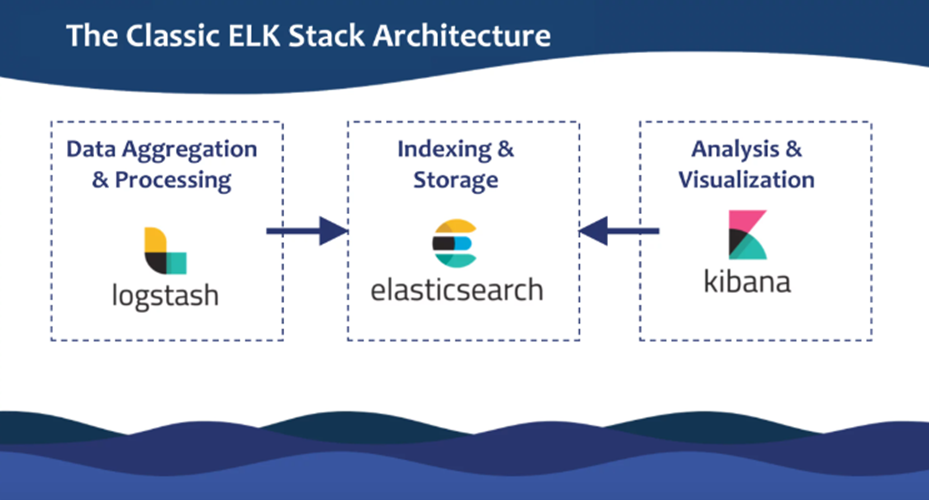 The Classic ELK Stack Architecture
Data Aggregation
& Processing
logstash
Indexing &
Storage
elasticsearch
Analysis &
Visualization
kibana